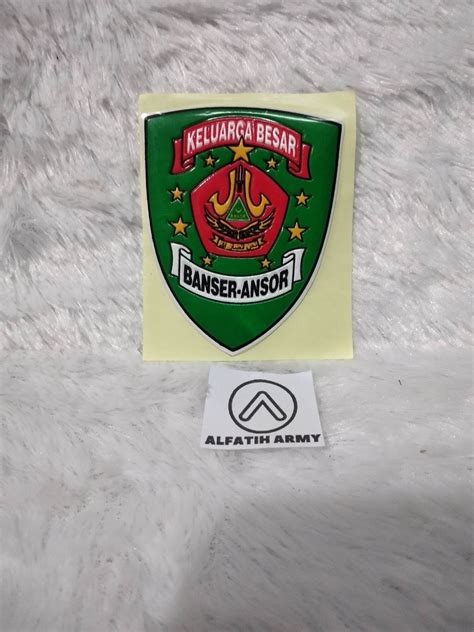 KELUARGA BESAR
BANSER-ANSOR
ALFATIH ARMY